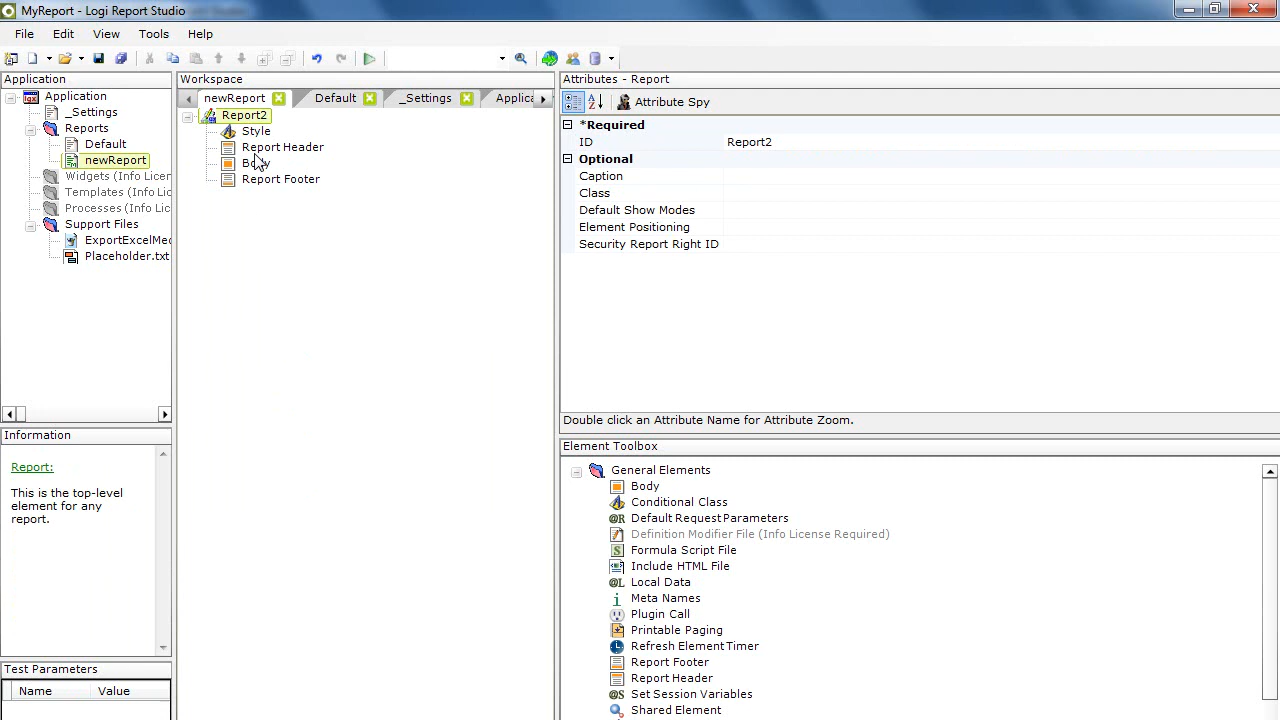 MyReport - Logi Report Studio
File Edit View Tools Help
Application
Application
_Settings
Reports
Default
newReport
Widgets (Info Licen
Templates (Info Lic
Processes (Info Lic
Support Files
ExportExcelMed
Placeholder.txt
Information
Report:
This is the top-level
element for any
report.
Test Parameters
Name Value
Workspace
newReport Default _Settings Applica
Report2
Style
Report Header
Body
Report Footer
Attributes - Report
Attribute Spy
*Required
ID Report2
Optional
Caption
Class
Default Show Modes
Element Positioning
Security Report Right ID
Double click an Attribute Name for Attribute Zoom.
Element Toolbox
General Elements
Body
Conditional Class
Default Request Parameters
Definition Modifier File (Info License Required)
Formula Script File
Include HTML File
Local Data
Meta Names
Plugin Call
Printable Paging
Refresh Element Timer
Report Footer
Report Header
Set Session Variables
Shared Element